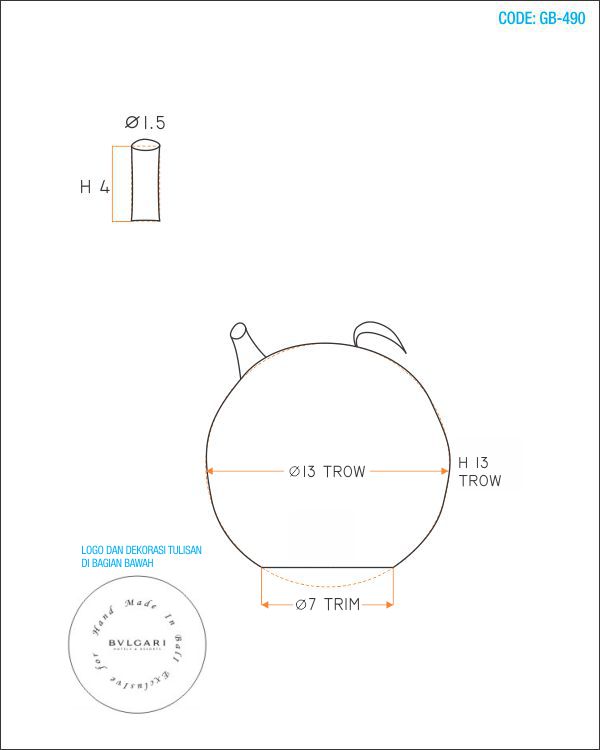 CODE: GB-490
Ø1.5
H 4
Ø13 TROW
H 13
TROW
LOGO DAN DEKORASI TULISAN
DI BAGIAN BAWAH
Ø7 TRIM
Hand Made In Bali Exclusive for
BVLGARI
HOTELS & RESORTS